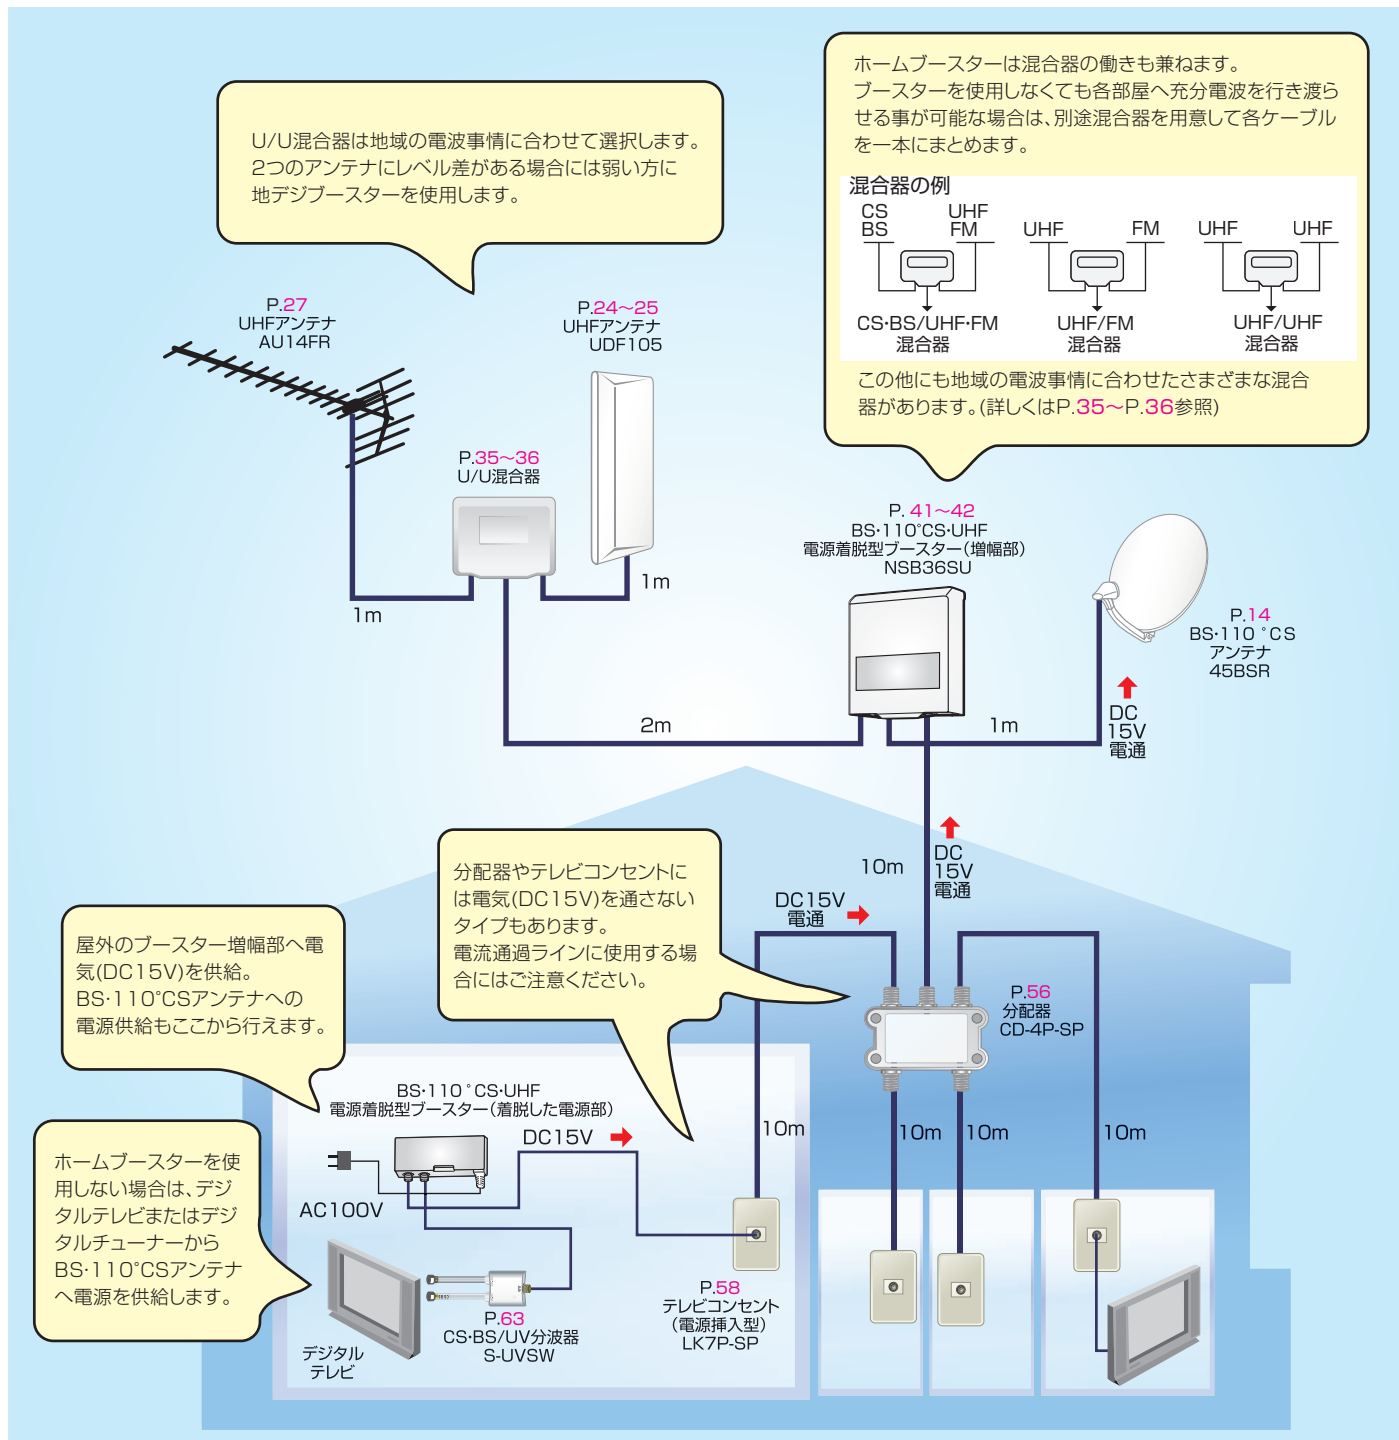 U/U混合器は地域の電波事情に合わせて選択します。
2つのアンテナにレベル差がある場合には弱い方に
地デジブースターを使用します。
ホームブースターは混合器の働きも兼ねます。
ブースターを使用しなくても各部屋へ充分電波を行き渡ら
せる事が可能な場合は、別途混合器を用意して各ケーブル
を一本にまとめます。
混合器の例
CS
BS
UHF
FM
CS・BS/UHF・FM
混合器
UHF
FM
UHF/FM
混合器
UHF
UHF
UHF/UHF
混合器
この他にも地域の電波事情に合わせたさまざまな混合
器があります。(詳しくはP.35〜P.36参照)
P.27
UHFアンテナ
AU14FR
P.24〜25
UHFアンテナ
UDF105
P.35〜36
U/U混合器
1m
1m
P. 41〜42
BS・110°CS・UHF
電源着脱型ブースター(増幅部)
NSB36SU
P.14
BS・110°CS
アンテナ
45BSR
2m
1m
DC
15V
電通
10m
DC
15V
電通
DC15V
電通
分配器やテレビコンセントに
は電気(DC15V)を通さない
タイプもあります。
電流通過ラインに使用する場
合にはご注意ください。
屋外のブースター増幅部へ電
気(DC15V)を供給。
BS・110°CSアンテナへの
電源供給もここから行えます。
P.56
分配器
CD-4P-SP
BS・110°CS・UHF
電源着脱型ブースター(着脱した電源部)
DC15V
10m
10m
10m
10m
ホームブースターを使
用しない場合は、デジ
タルテレビまたはデジ
タルチューナーから
BS・110°CSアンテナ
へ電源を供給します。
AC100V
P.63
CS・BS/UV分波器
S-UVSW
デジタル
テレビ
P.58
テレビコンセント
(電源挿入型)
LK7P-SP